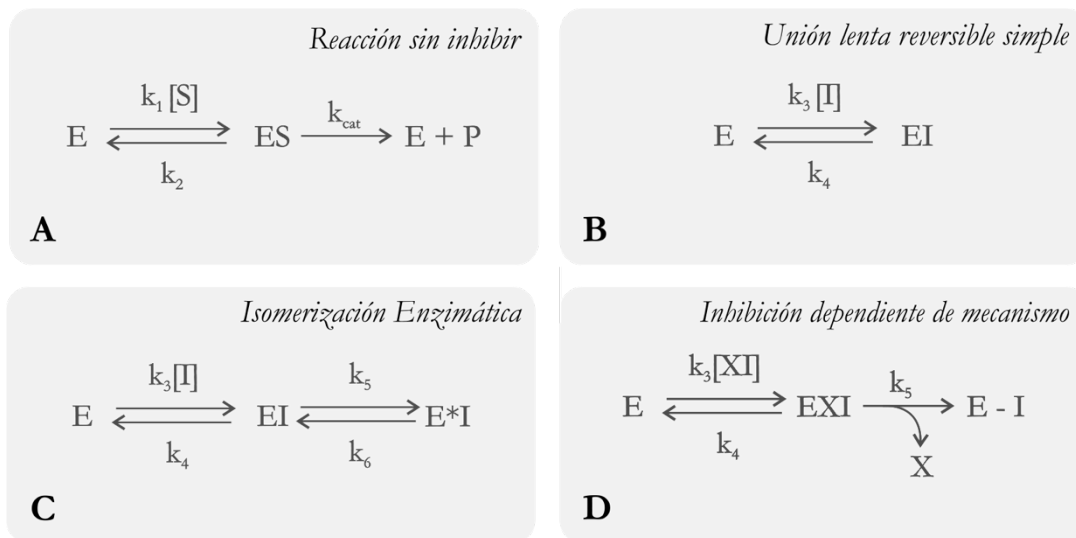 Reacción sin inhibir
k₁ [S]
E ES k_cat E + P
k₂
A
Unión lenta reversible simple
k₃ [I]
E EI
k₄
B
Isomerización Enzimática
k₃[I] k₅
E EI E*I
k₄ k₆
C
Inhibición dependiente de mecanismo
k₃[XI] k₅
E EXI E - I
k₄ X
D